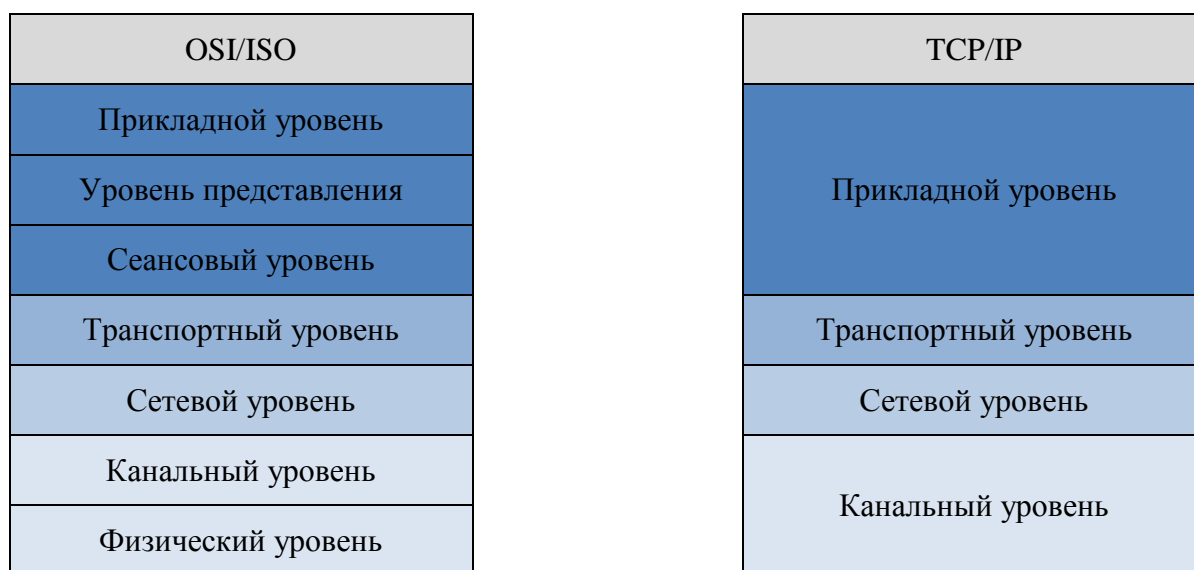 OSI/ISO
Прикладной уровень
Уровень представления
Сеансовый уровень
Транспортный уровень
Сетевой уровень
Канальный уровень
Физический уровень
TCP/IP
Прикладной уровень
Транспортный уровень
Сетевой уровень
Канальный уровень